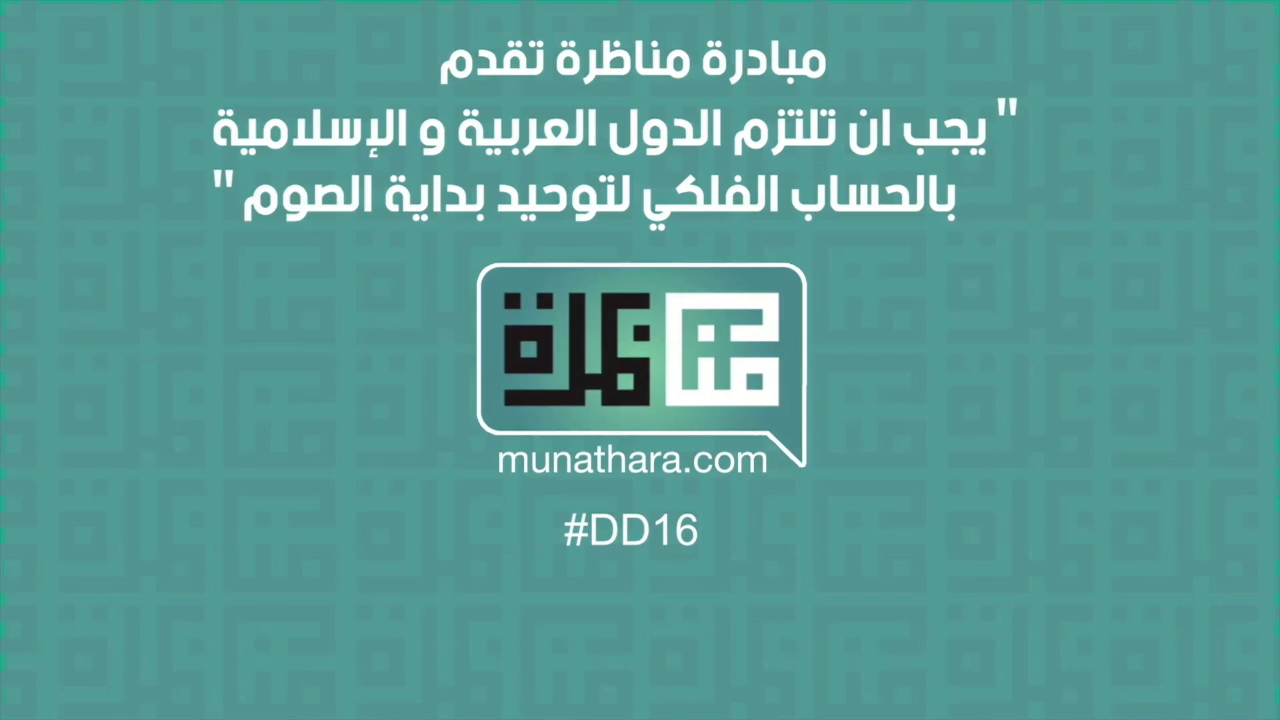 مبادرة مناظرة تقدم
" يجب ان تلتزم الدول العربية و الإسلامية
بالحساب الفلكي لتوحيد بداية الصوم "
مناظرة
munathara.com
#DD16